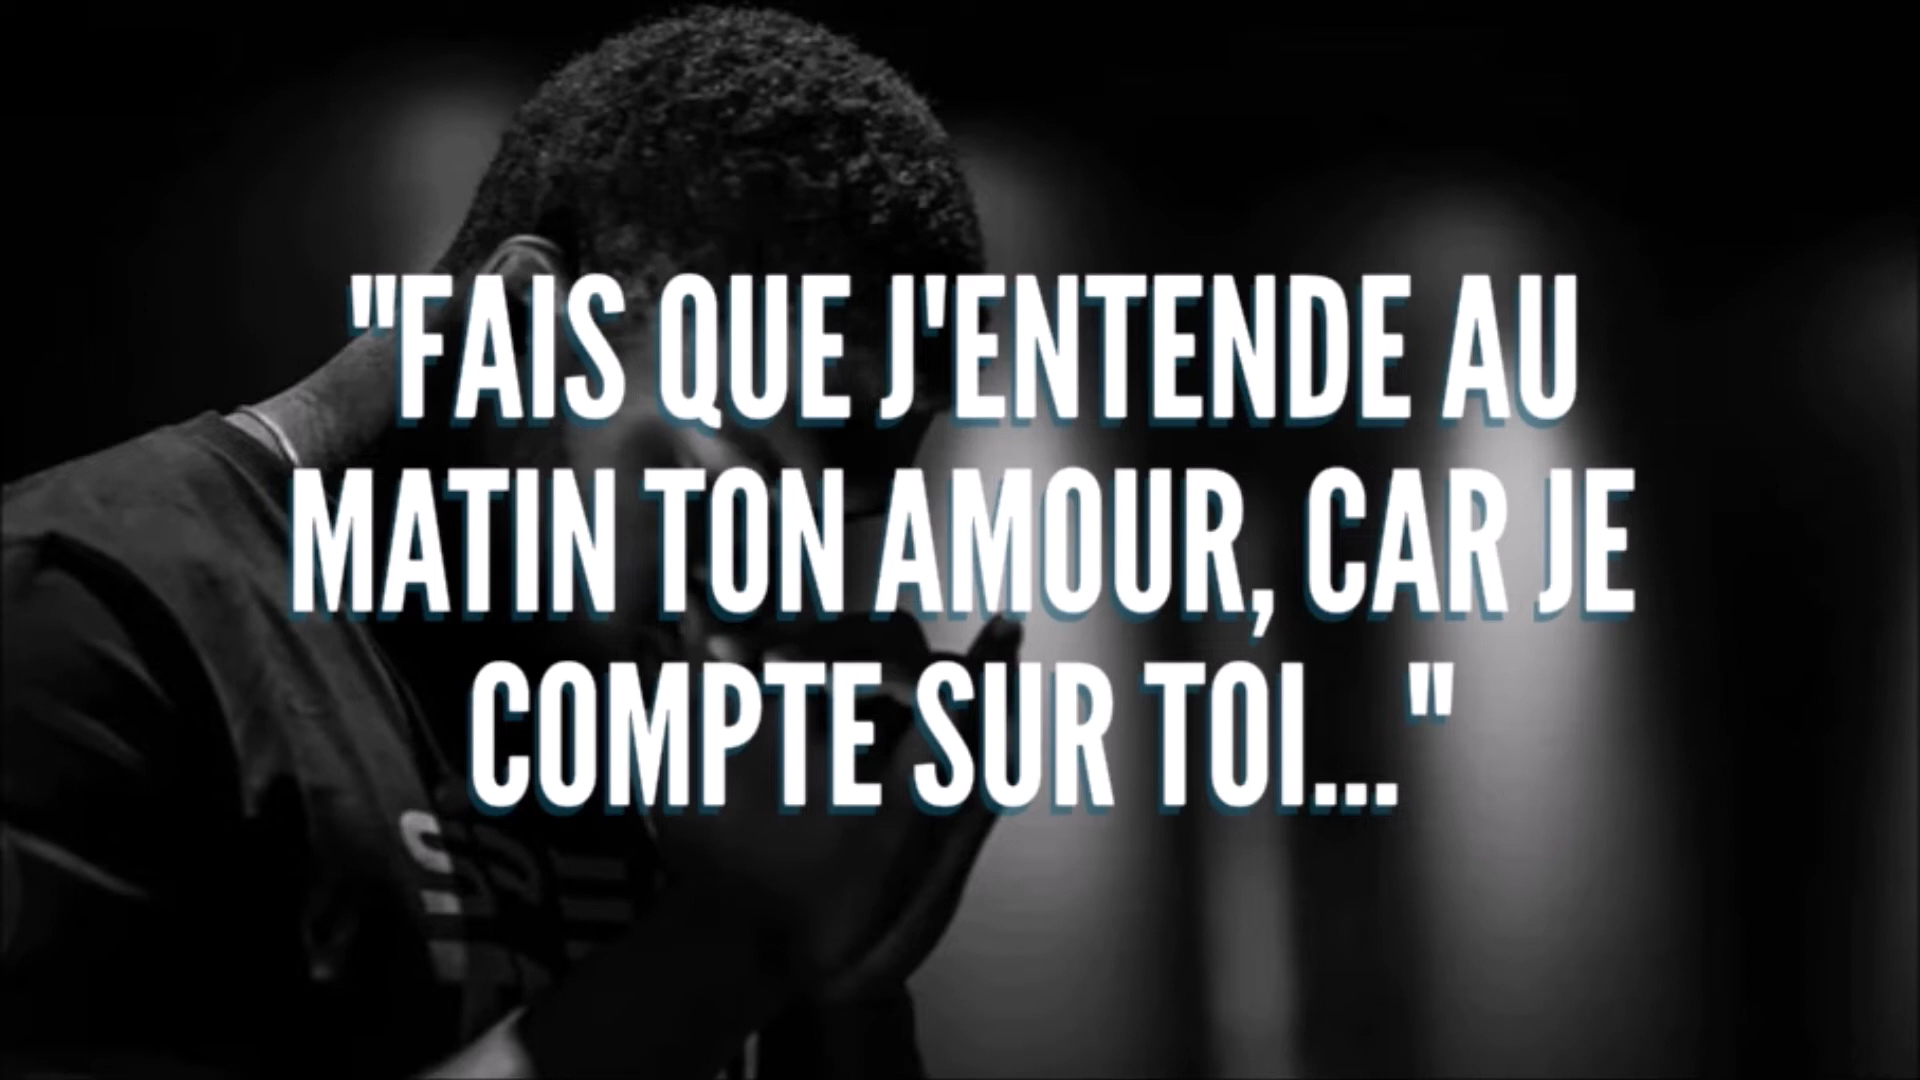 "FAIS QUE J'ENTENDE AU
MATIN TON AMOUR, CAR JE
COMPTE SUR TOI..."